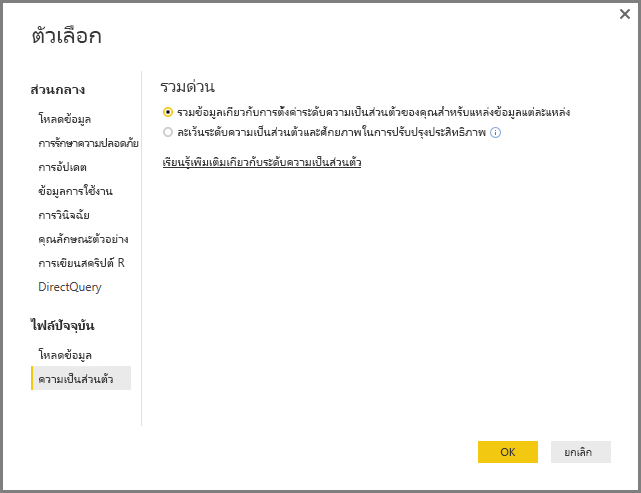 ตัวเลือก
ส่วนกลาง
โหลดข้อมูล
การรักษาความปลอดภัย
การอัปเดต
ข้อมูลการใช้งาน
การวินิจฉัย
คุณลักษณะตัวอย่าง
การเขียนสคริปต์ R
DirectQuery
ไฟล์ปัจจุบัน
โหลดข้อมูล
ความเป็นส่วนตัว
รวมด่วน
รวมข้อมูลเกี่ยวกับการตั้งค่าระดับความเป็นส่วนตัวของคุณสำหรับแหล่งข้อมูลแต่ละแหล่ง
ละเว้นระดับความเป็นส่วนตัวและศักยภาพในการปรับปรุงประสิทธิภาพ
เรียนรู้เพิ่มเติมเกี่ยวกับระดับความเป็นส่วนตัว
OK
ยกเลิก